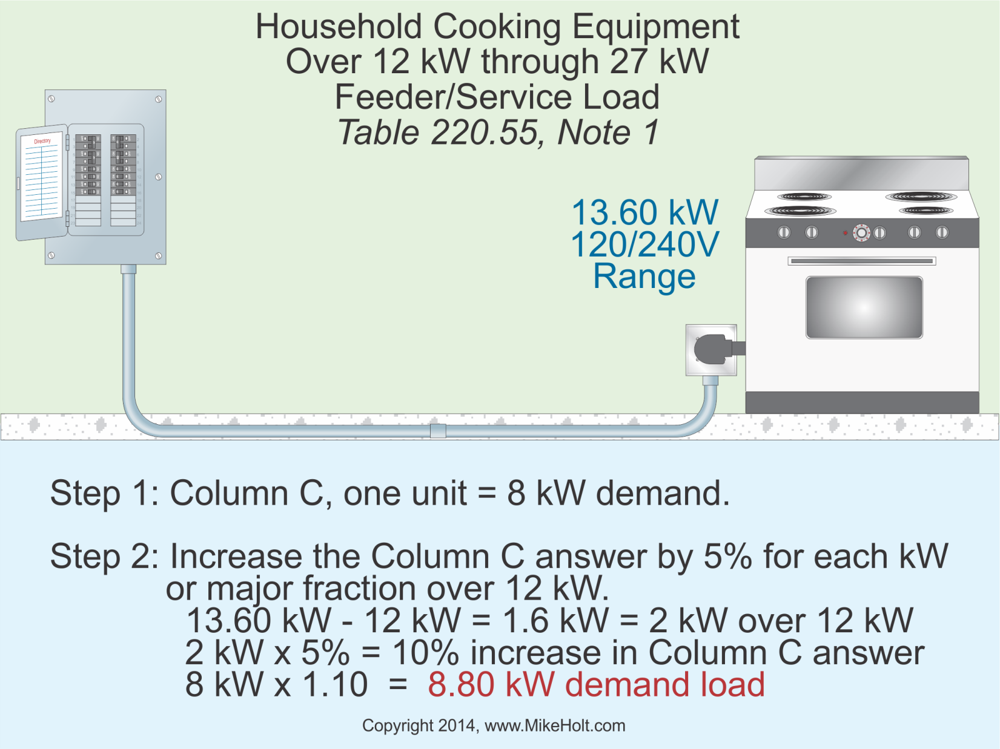 Household Cooking Equipment
Over 12 kW through 27 kW
Feeder/Service Load
Table 220.55, Note 1
Directory
13.60 kW
120/240V
Range
Step 1: Column C, one unit = 8 kW demand.
Step 2: Increase the Column C answer by 5% for each kW
or major fraction over 12 kW.
13.60 kW - 12 kW = 1.6 kW = 2 kW over 12 kW
2 kW x 5% = 10% increase in Column C answer
8 kW x 1.10 = 8.80 kW demand load
Copyright 2014, www.MikeHolt.com